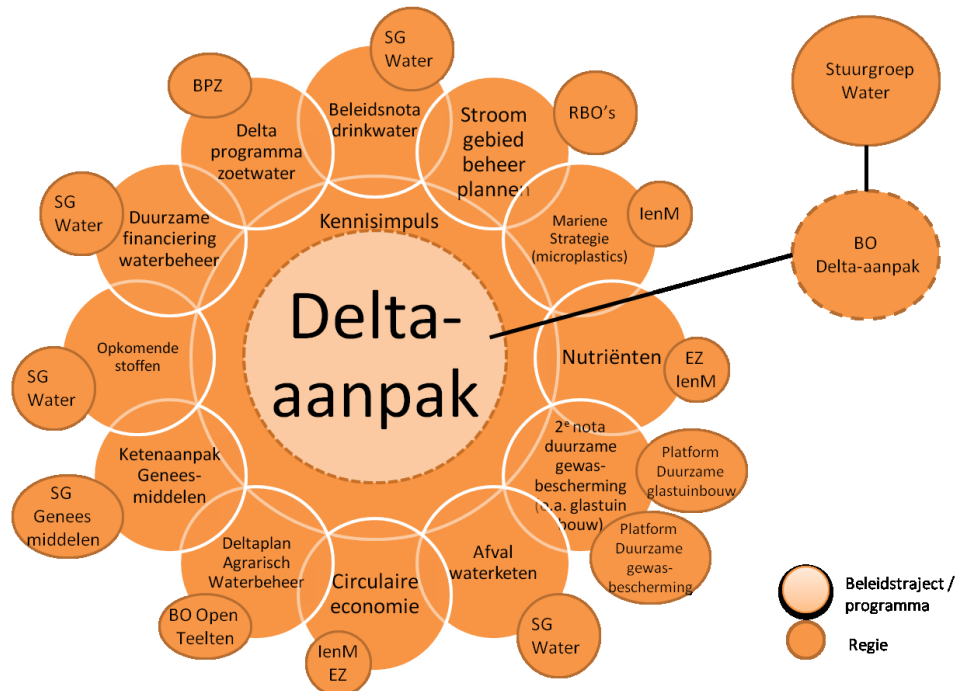 SG
Water
Beleidsnota
drinkwater
BPZ
Delta
programma
zoetwater
Stroom
gebied
beheer
plannen
RBO's
SG
Water
Duurzame
financiering
waterbeheer
Kennisimpuls
Mariene
Strategie
(microplastics)
IenM
Stuurgroep
Water
BO
Delta-aanpak
Delta-
aanpak
Opkomende
stoffen
SG
Water
Nutriënten
EZ
IenM
Ketenaanpak
Genees-
middelen
SG
Genees
middelen
2e nota
duurzame
gewas-
bescherming
(o.a. glastuin
bouw)
Platform
Duurzame
glastuinbouw
Platform
Duurzame
gewas-
bescherming
Deltaplan
Agrarisch
Waterbeheer
BO Open
Teelten
Circulaire
economie
IenM
EZ
Afval
waterketen
SG
Water
Beleidstraject /
programma
Regie